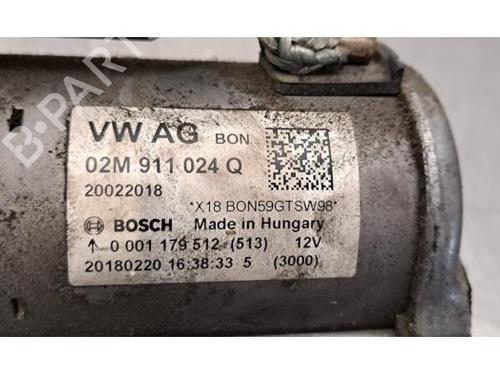 VW AG BON
02M 911 024 Q
20022018
*X18 BON59GTSW98*
BOSCH Made in Hungary
↑ 0 001 179 512 (513) 12V
20180220 16:38:33 5 (3000)
B-PARTS